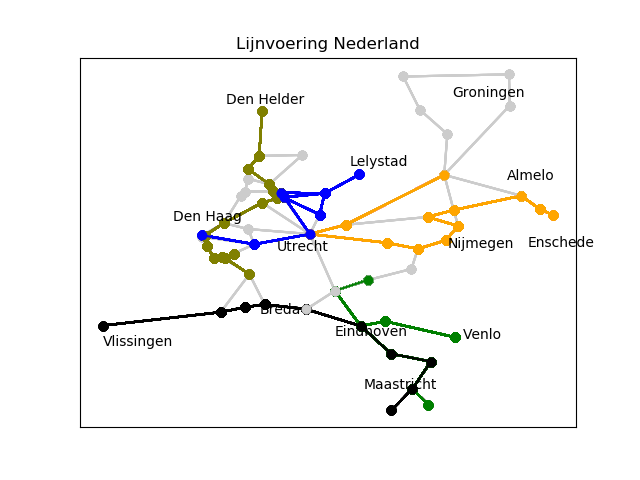 Lijnvoering Nederland
Den Helder
Groningen
Lelystad
Almelo
Den Haag
Utrecht
Nijmegen
Enschede
Breda
Eindhoven
Venlo
Vlissingen
Maastricht